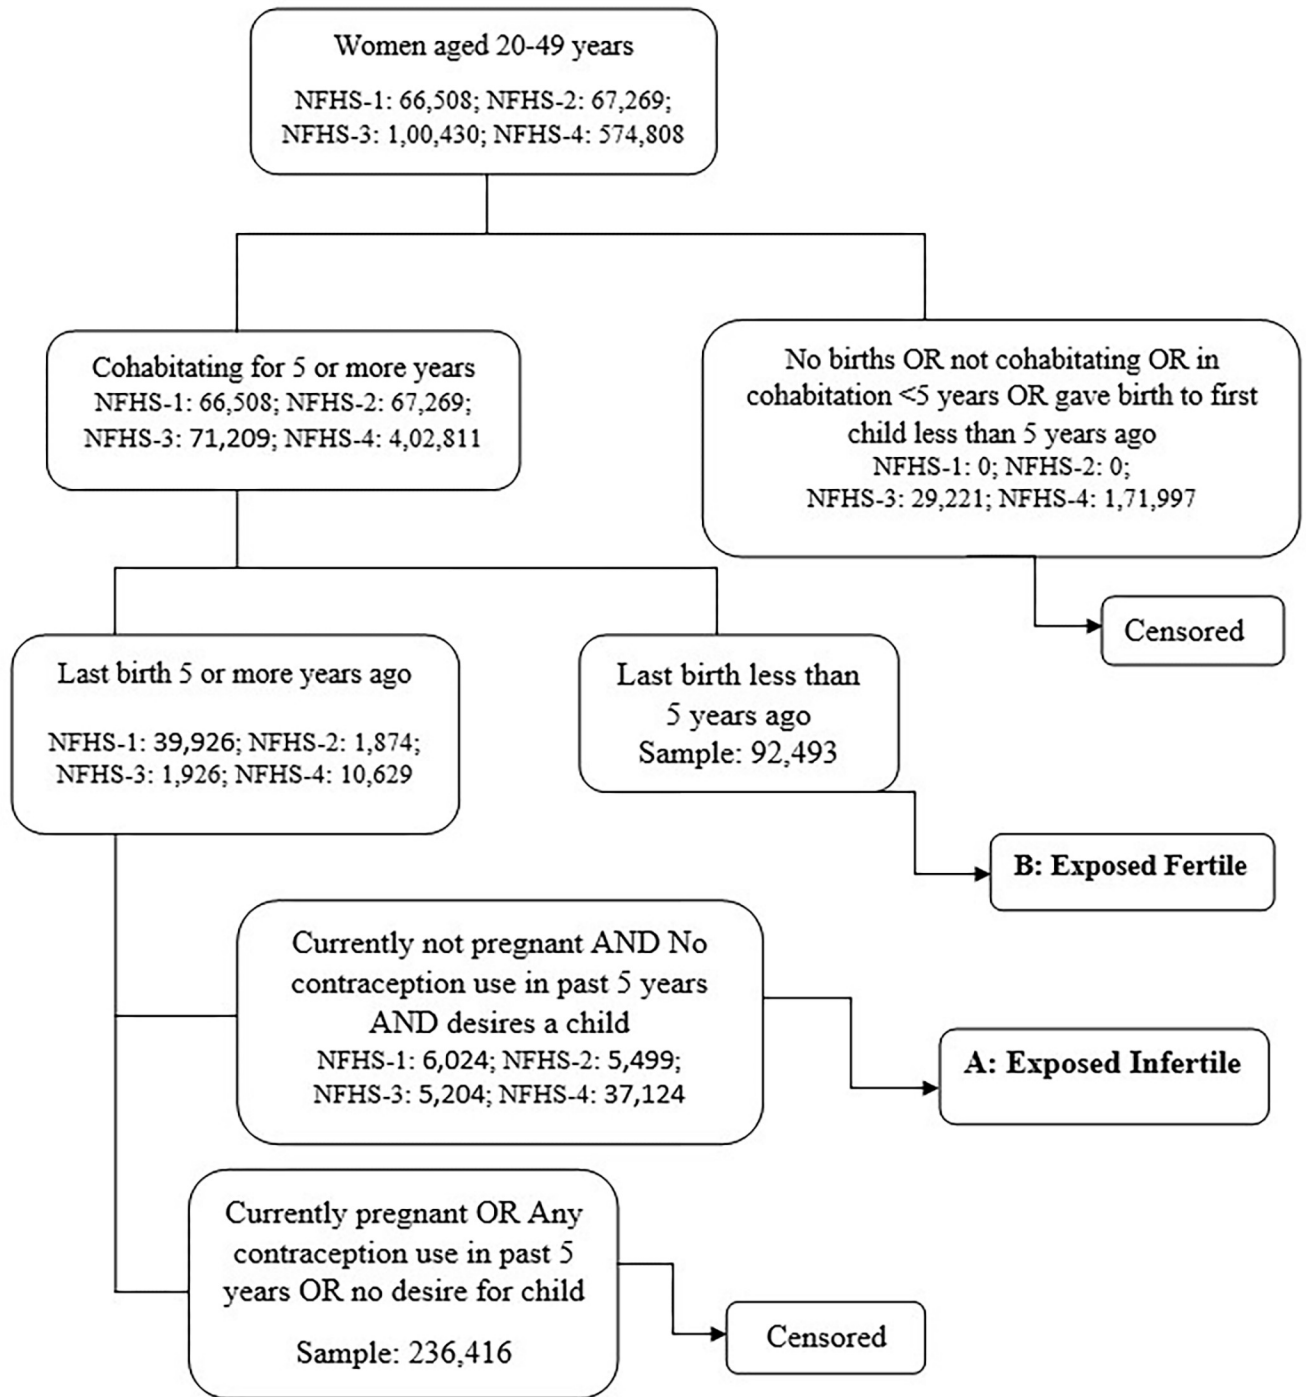 Women aged 20-49 years
NFHS-1: 66,508; NFHS-2: 67,269;
NFHS-3: 1,00,430; NFHS-4: 574,808
Cohabitating for 5 or more years
NFHS-1: 66,508; NFHS-2: 67,269;
NFHS-3: 71,209; NFHS-4: 4,02,811
No births OR not cohabitating OR in
cohabitation <5 years OR gave birth to first
child less than 5 years ago
NFHS-1: 0; NFHS-2: 0;
NFHS-3: 29,221; NFHS-4: 1,71,997
Censored
Last birth 5 or more years ago
NFHS-1: 39,926; NFHS-2: 1,874;
NFHS-3: 1,926; NFHS-4: 10,629
Last birth less than
5 years ago
Sample: 92,493
B: Exposed Fertile
Currently not pregnant AND No
contraception use in past 5 years
AND desires a child
NFHS-1: 6,024; NFHS-2: 5,499;
NFHS-3: 5,204; NFHS-4: 37,124
A: Exposed Infertile
Currently pregnant OR Any
contraception use in past 5
years OR no desire for child
Sample: 236,416
Censored